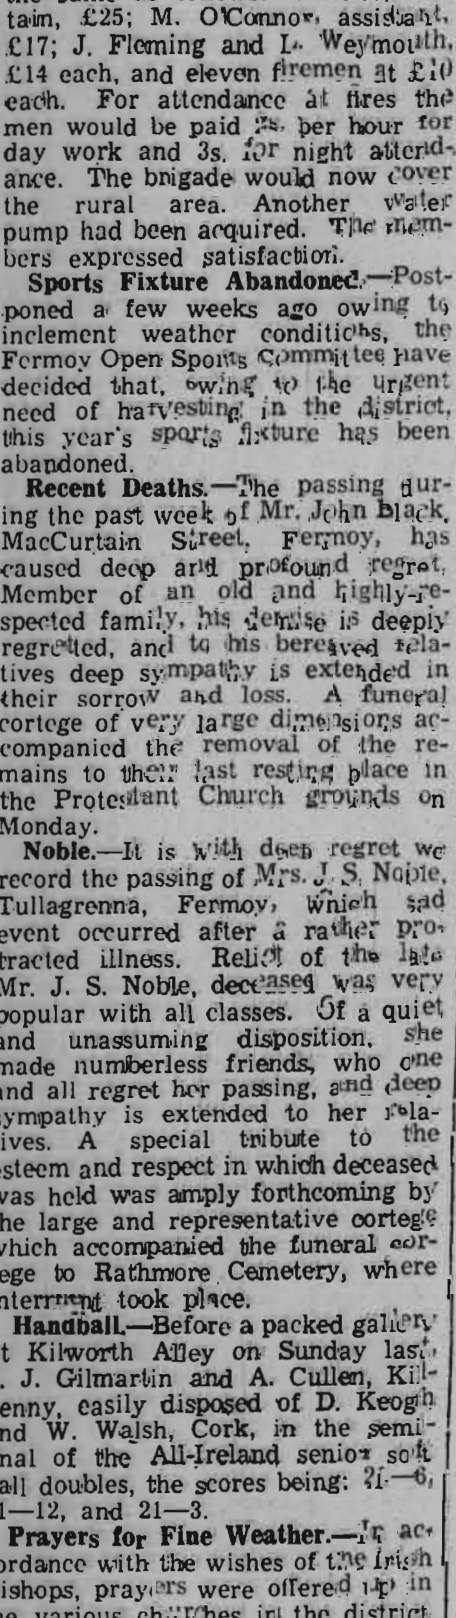 taim, £25; M. O'Connor, assistant,
£17; J. Fleming and L. Weymouth,
£14 each, and eleven firemen at £10
each. For attendance at fires the
men would be paid 2s. per hour for
day work and 3s. for night attend-
ance. The brigade would now cover
the rural area. Another water
pump had been acquired. The mem-
bers expressed satisfaction.
Sports Fixture Abandoned.—Post-
poned a few weeks ago owing to
inclement weather conditions, the
Fermoy Open Sports Committee have
decided that, owing to the urgent
need of harvesting in the district,
this year's sports fixture has been
abandoned.
Recent Deaths.—The passing dur-
ing the past week of Mr. John Black,
MacCurtain Street, Fermoy, has
caused deep and profound regret.
Member of an old and highly-re-
spected family, his demise is deeply
regretted, and to his bereaved rela-
tives deep sympathy is extended in
their sorrow and loss. A funeral
cortege of very large dimensions ac-
companied the removal of the re-
mains to their last resting place in
the Protestant Church grounds on
Monday.
Noble.—It is with deep regret we
record the passing of Mrs. J. S. Noble,
Tullagrenna, Fermoy, which sad
event occurred after a rather pro-
tracted illness. Relict of the late
Mr. J. S. Noble, deceased was very
popular with all classes. Of a quiet
and unassuming disposition, she
made numberless friends, who one
and all regret her passing, and deep
sympathy is extended to her rela-
tives. A special tribute to the
esteem and respect in which deceased
was held was amply forthcoming by
the large and representative cortege
which accompanied the funeral cor-
ege to Rathmore Cemetery, where
interment took place.
Handball.—Before a packed gallery
at Kilworth Alley on Sunday last,
J. Gilmartin and A. Cullen, Kil-
kenny, easily disposed of D. Keogh
and W. Walsh, Cork, in the semi-
final of the All-Ireland senior soft
ball doubles, the scores being: 21—6,
21—12, and 21—3.
Prayers for Fine Weather.—In ac-
cordance with the wishes of the Irish
Bishops, prayers were offered up in
the various churches in the district